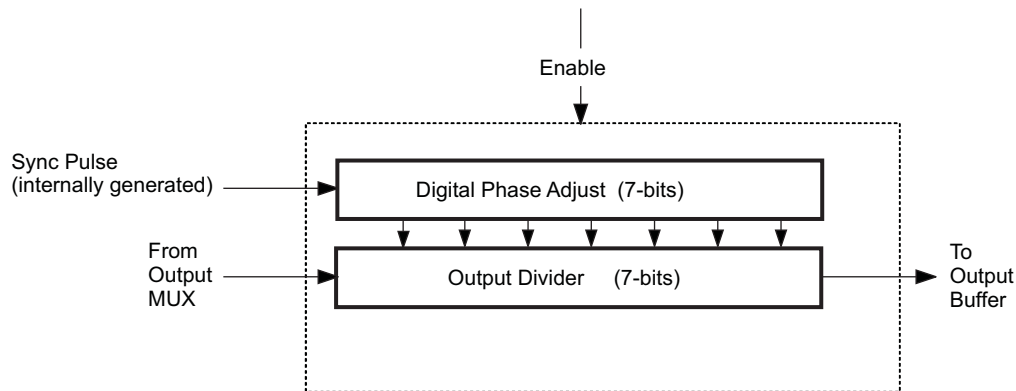 Enable
Sync Pulse
(internally generated)
Digital Phase Adjust (7-bits)
From
Output
MUX
Output Divider (7-bits)
To
Output
Buffer